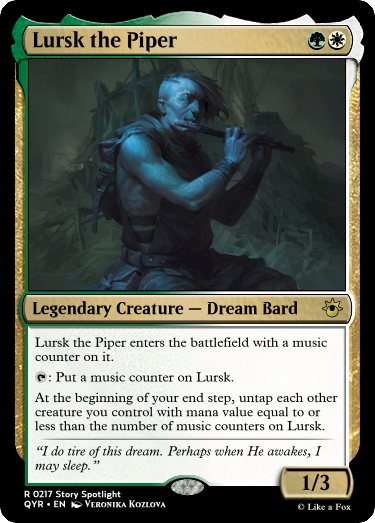 Lursk the Piper
Legendary Creature — Dream Bard
Lursk the Piper enters the battlefield with a music
counter on it.
: Put a music counter on Lursk.
At the beginning of your end step, untap each other
creature you control with mana value equal to or
less than the number of music counters on Lursk.
“I do tire of this dream. Perhaps when He awakes, I
may sleep.”
1/3
R 0217 Story Spotlight
QYR • EN Veronika Kozlova
© Like a Fox